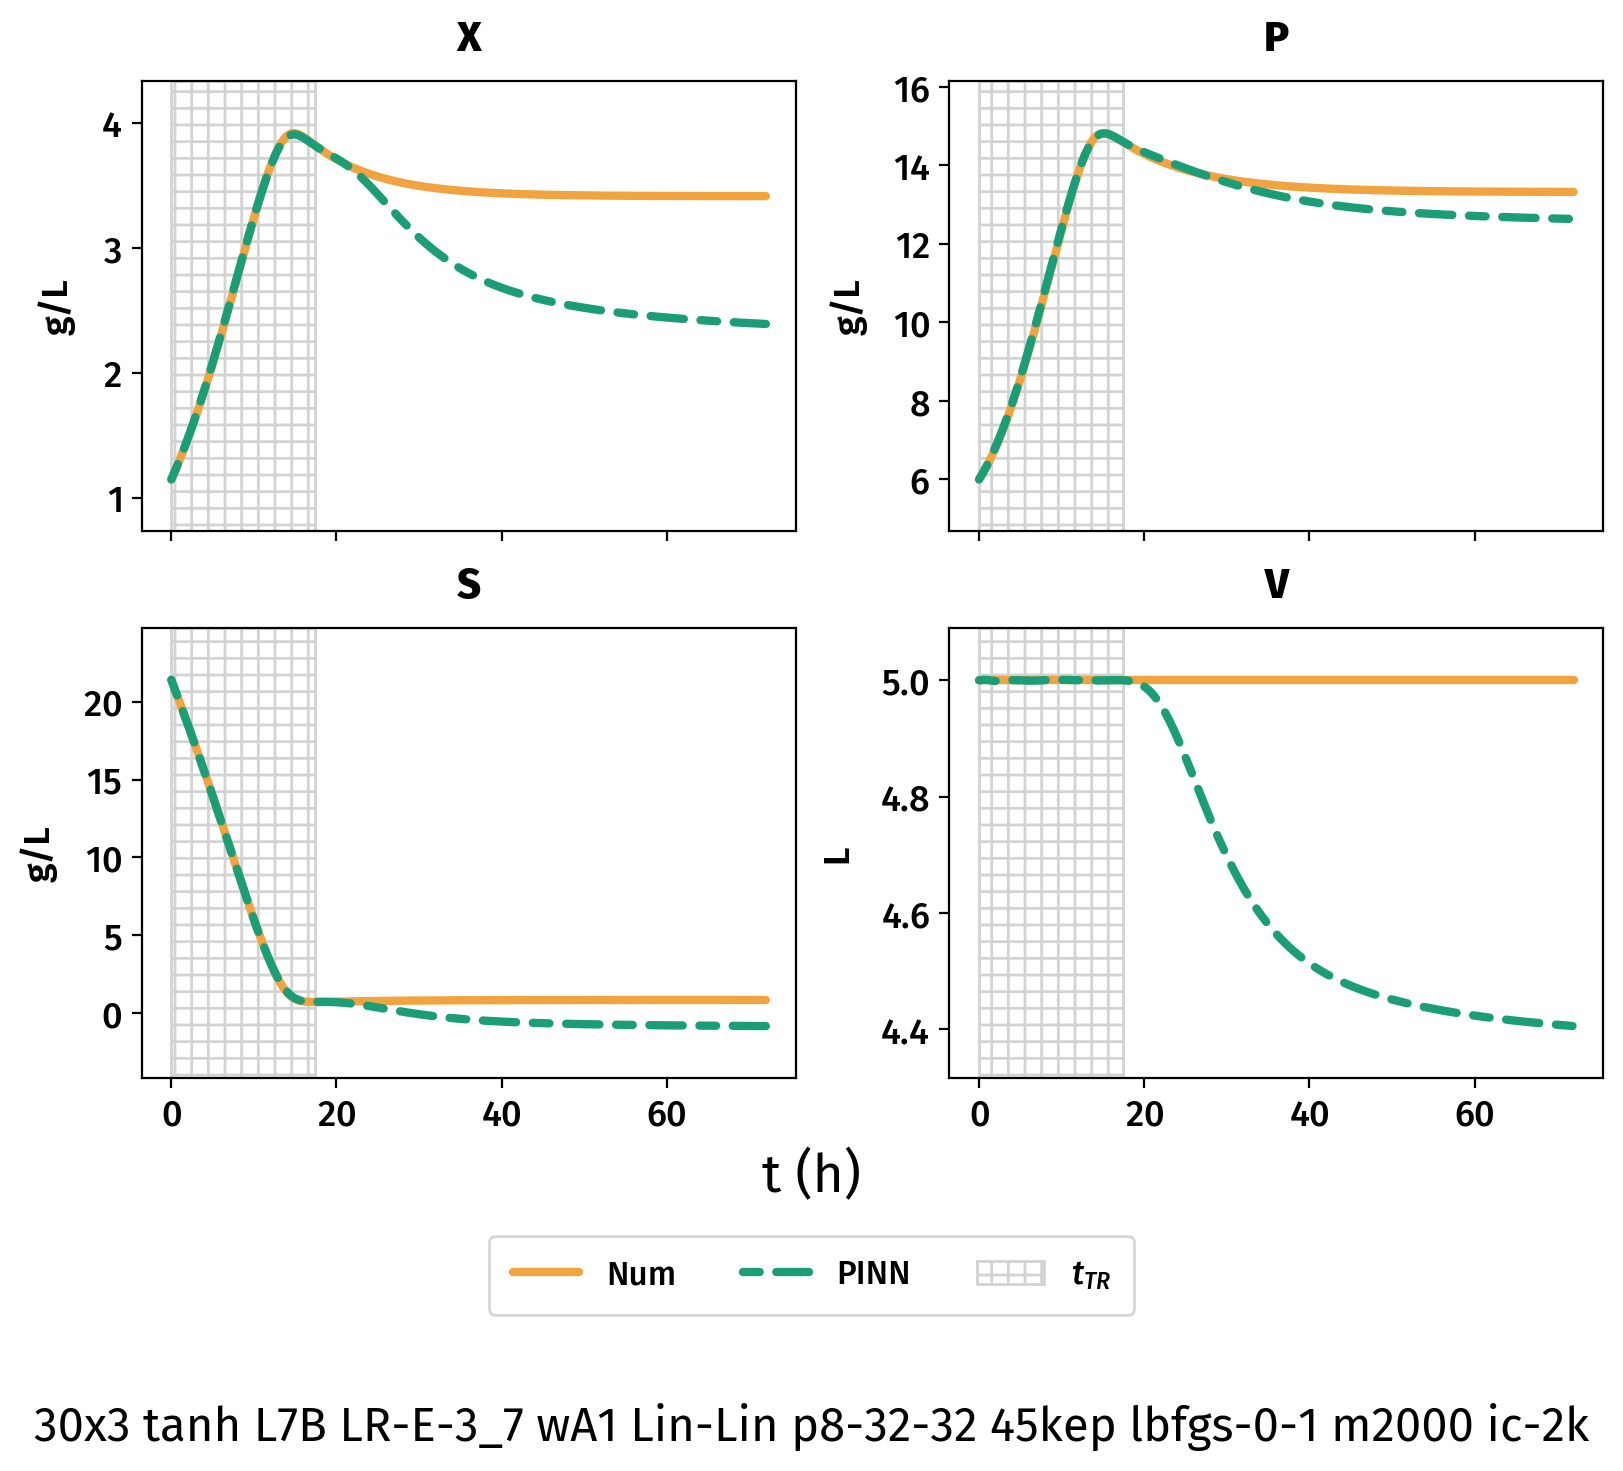 X
P
4
3
2
1
g/L
16
14
12
10
8
6
g/L
S
V
20
15
10
5
0
g/L
0 20 40 60
5.0
4.8
4.6
4.4
L
0 20 40 60
t (h)
Num PINN t_TR
30x3 tanh L7B LR-E-3_7 wA1 Lin-Lin p8-32-32 45kep lbfgs-0-1 m2000 ic-2k